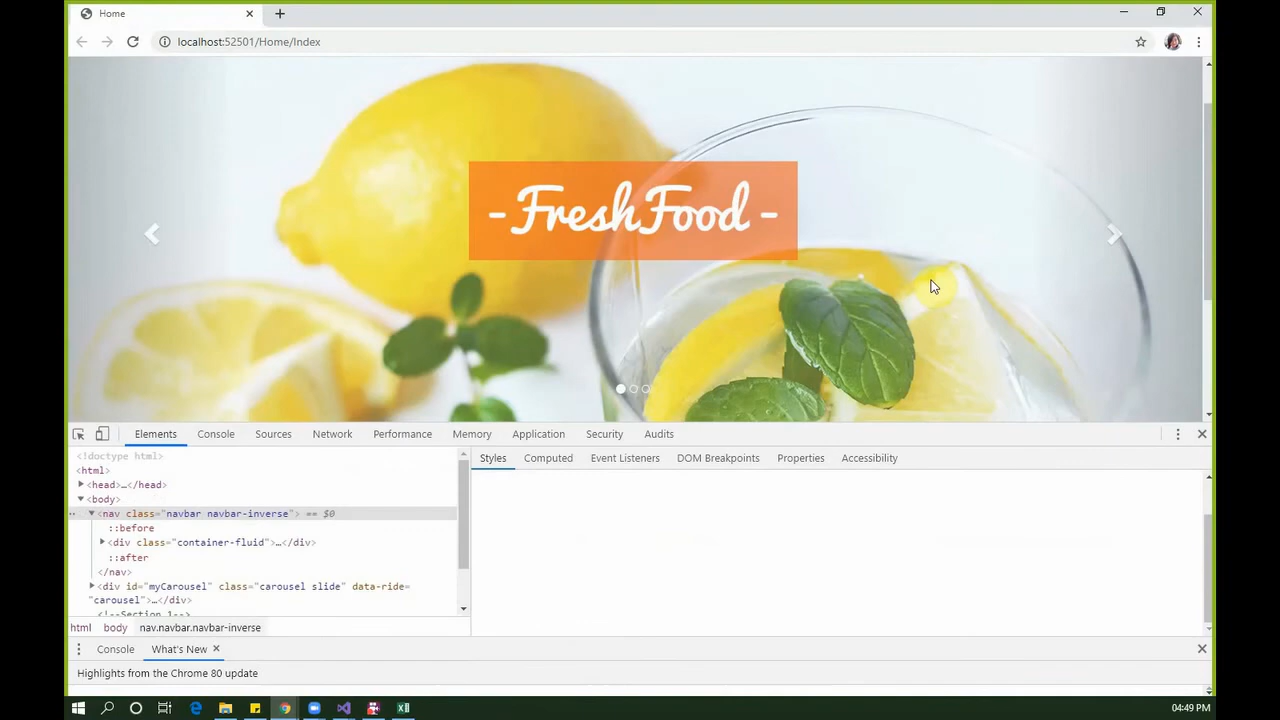 Home
localhost:52501/Home/Index
- FreshFood -
Elements Console Sources Network Performance Memory Application Security Audits
<!doctype html>
<html>
<head>…</head>
<body>
<nav class="navbar navbar-inverse"> == $0
::before
<div class="container-fluid">…</div>
::after
</nav>
<div id="myCarousel" class="carousel slide" data-ride=
"carousel">…</div>
<!--Section 1-->
html body nav.navbar.navbar-inverse
Styles Computed Event Listeners DOM Breakpoints Properties Accessibility
Console What's New
Highlights from the Chrome 80 update
04:49 PM